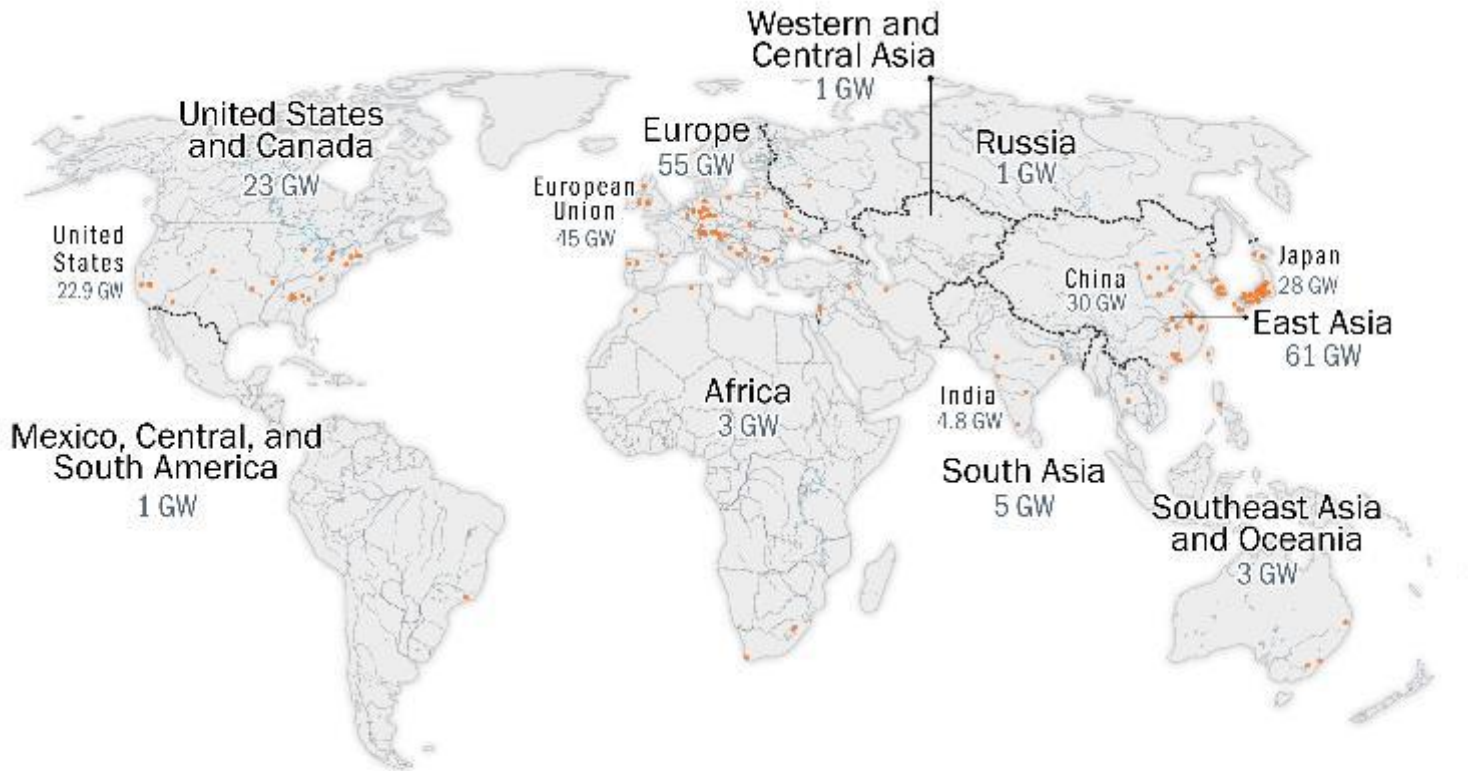 Western and
Central Asia
1 GW
United States
and Canada
23 GW
Europe
55 GW
Russia
1 GW
European
Union
45 GW
United
States
22.9 GW
Japan
28 GW
China
30 GW
East Asia
61 GW
Africa
3 GW
India
4.8 GW
Mexico, Central, and
South America
1 GW
South Asia
5 GW
Southeast Asia
and Oceania
3 GW